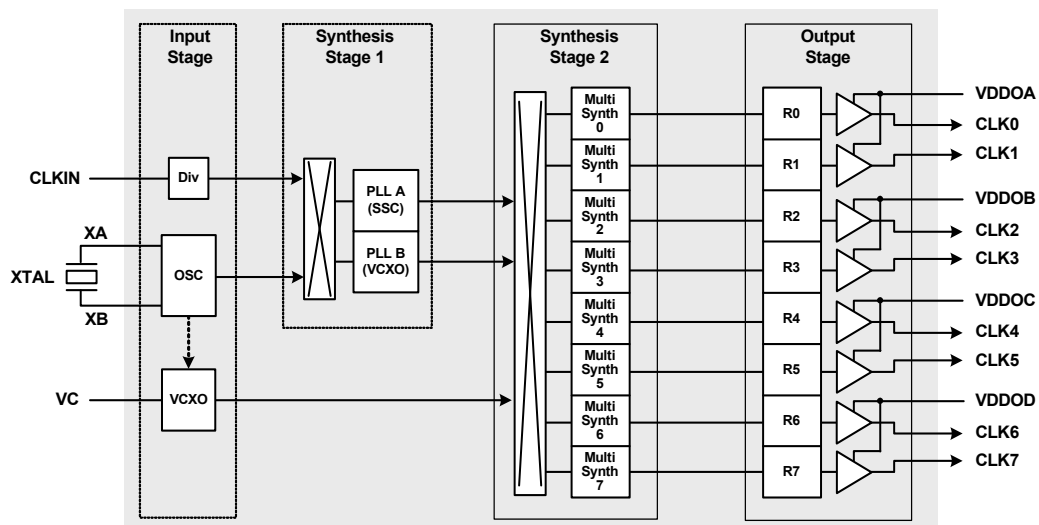 Input
Stage
Synthesis
Stage 1
Synthesis
Stage 2
Output
Stage
CLKIN
Div
XA
XTAL
XB
OSC
VC
VCXO
PLL A
(SSC)
PLL B
(VCXO)
Multi
Synth
0
Multi
Synth
1
Multi
Synth
2
Multi
Synth
3
Multi
Synth
4
Multi
Synth
5
Multi
Synth
6
Multi
Synth
7
R0
R1
R2
R3
R4
R5
R6
R7
VDDOA
CLK0
CLK1
VDDOB
CLK2
CLK3
VDDOC
CLK4
CLK5
VDDOD
CLK6
CLK7